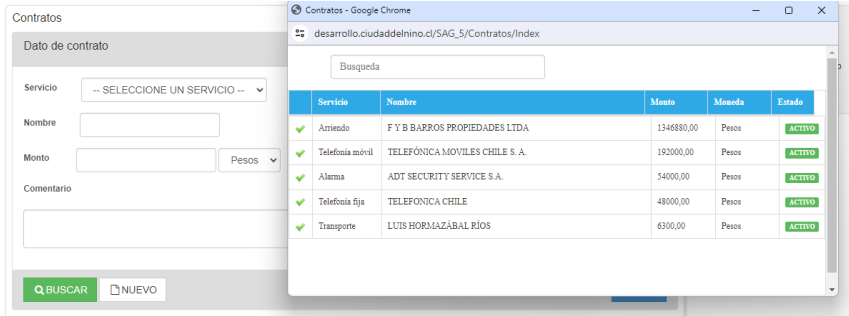 Contratos
Dato de contrato
Servicio
-- SELECCIONE UN SERVICIO --
Nombre
Monto
Pesos
Comentario
BUSCAR
NUEVO
Contratos - Google Chrome
desarrollo.ciudaddelnino.cl/SAG_5/Contratos/Index
Busqueda
Servicio Nombre Monto Moneda Estado
Arriendo F Y B BARROS PROPIEDADES LTDA 1346880,00 Pesos ACTIVO
Telefonía móvil TELEFÓNICA MOVILES CHILE S. A. 192000,00 Pesos ACTIVO
Alarma ADT SECURITY SERVICE S.A. 54000,00 Pesos ACTIVO
Telefonía fija TELEFONICA CHILE 48000,00 Pesos ACTIVO
Transporte LUIS HORMAZÁBAL RÍOS 6300,00 Pesos ACTIVO